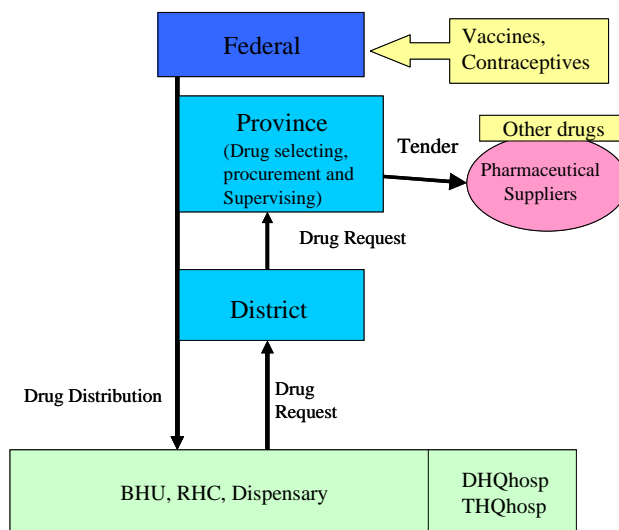 Federal
Vaccines,
Contraceptives
Province
(Drug selecting,
procurement and
Supervising)
Tender
Other drugs
Pharmaceutical
Suppliers
Drug Request
District
Drug Distribution
Drug
Request
BHU, RHC, Dispensary
DHQhosp
THQhosp